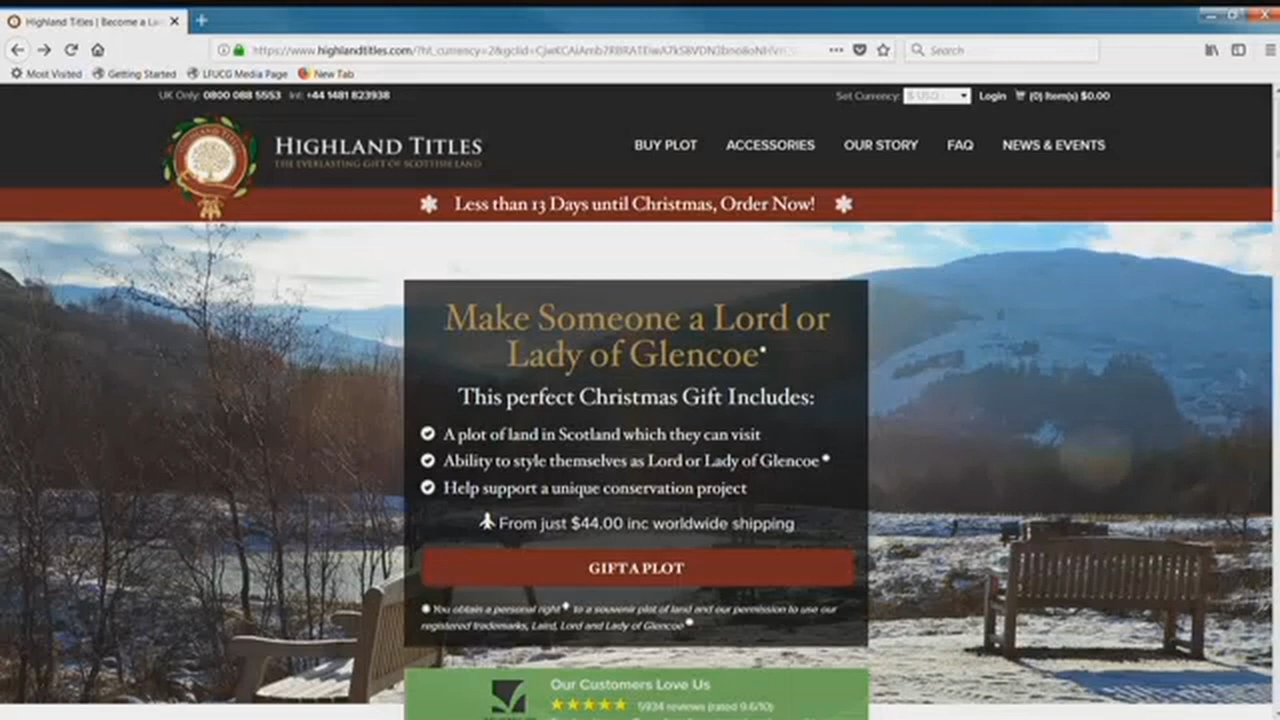 Highland Titles | Become a La
https://www.highlandtitles.com/?ht_currency=2&gclid=
Search
Most Visited Getting Started LFUCG Media Page New Tab
UK Only: 0800 088 5553 Int: +44 1481 823938
Set Currency: $ USD Login (0) Item(s) $0.00
HIGHLAND TITLES
THE EVERLASTING GIFT OF SCOTTISH LAND
BUY PLOT ACCESSORIES OUR STORY FAQ NEWS & EVENTS
HIGHLAND TITLES
Less than 13 Days until Christmas, Order Now!
Make Someone a Lord or
Lady of Glencoe*
This perfect Christmas Gift Includes:
A plot of land in Scotland which they can visit
Ability to style themselves as Lord or Lady of Glencoe *
Help support a unique conservation project
From just $44.00 inc worldwide shipping
GIFT A PLOT
You obtain a personal right to a souvenir plot of land and our permission to use our
registered trademarks, Laird, Lord and Lady of Glencoe
Our Customers Love Us
5934 reviews (rated 9.6/10)